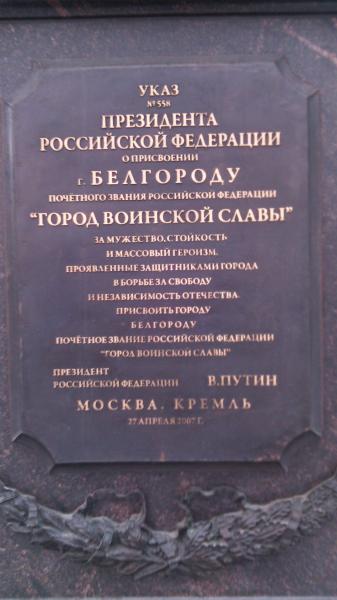 УКАЗ
№ 558
ПРЕЗИДЕНТА
РОССИЙСКОЙ ФЕДЕРАЦИИ
О ПРИСВОЕНИИ
г. БЕЛГОРОДУ
ПОЧЁТНОГО ЗВАНИЯ РОССИЙСКОЙ ФЕДЕРАЦИИ
“ГОРОД ВОИНСКОЙ СЛАВЫ”
ЗА МУЖЕСТВО, СТОЙКОСТЬ
И МАССОВЫЙ ГЕРОИЗМ,
ПРОЯВЛЕННЫЕ ЗАЩИТНИКАМИ ГОРОДА
В БОРЬБЕ ЗА СВОБОДУ
И НЕЗАВИСИМОСТЬ ОТЕЧЕСТВА,
ПРИСВОИТЬ ГОРОДУ
БЕЛГОРОДУ
ПОЧЁТНОЕ ЗВАНИЕ РОССИЙСКОЙ ФЕДЕРАЦИИ
“ГОРОД ВОИНСКОЙ СЛАВЫ”
ПРЕЗИДЕНТ
РОССИЙСКОЙ ФЕДЕРАЦИИ В.ПУТИН
МОСКВА, КРЕМЛЬ
27 АПРЕЛЯ 2007 Г.